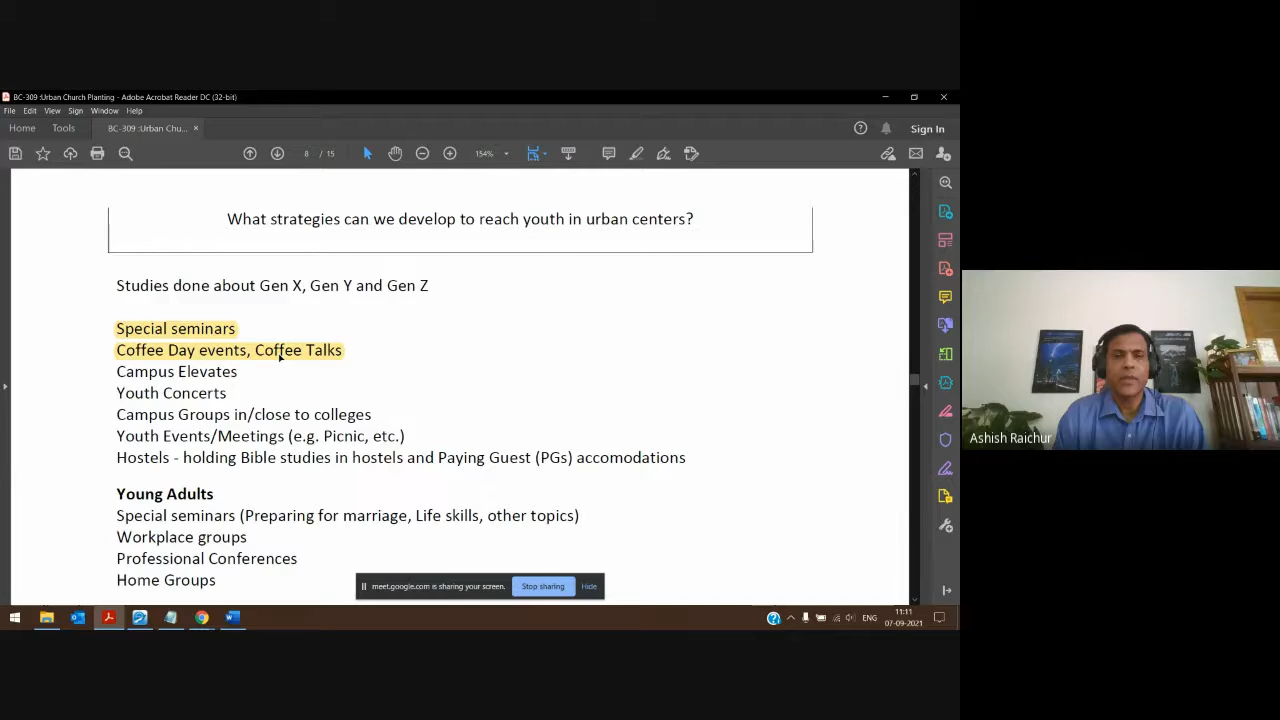 BC-309 :Urban Church Planting - Adobe Acrobat Reader DC (32-bit)
File Edit View Sign Window Help
Home Tools BC-309 :Urban Chu... × Sign In
8 / 15 154%
What strategies can we develop to reach youth in urban centers?
Studies done about Gen X, Gen Y and Gen Z
Special seminars
Coffee Day events, Coffee Talks
Campus Elevates
Youth Concerts
Campus Groups in/close to colleges
Youth Events/Meetings (e.g. Picnic, etc.)
Hostels - holding Bible studies in hostels and Paying Guest (PGs) accomodations
Young Adults
Special seminars (Preparing for marriage, Life skills, other topics)
Workplace groups
Professional Conferences
Home Groups
meet.google.com is sharing your screen. Stop sharing Hide
ENG 11:11
07-09-2021
Ashish Raichur